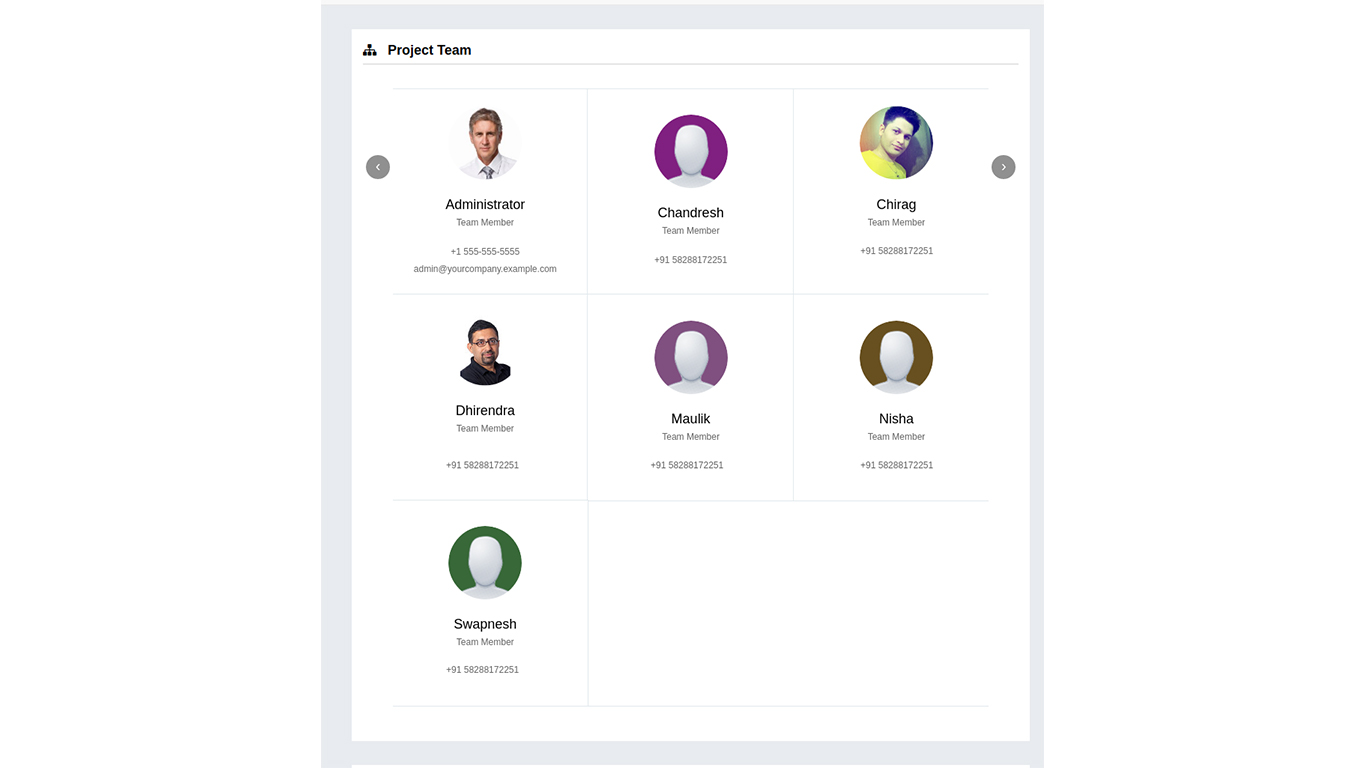 Project Team
Administrator
Team Member
+1 555-555-5555
admin@yourcompany.example.com
Chandresh
Team Member
+91 58288172251
Chirag
Team Member
+91 58288172251
Dhirendra
Team Member
+91 58288172251
Maulik
Team Member
+91 58288172251
Nisha
Team Member
+91 58288172251
Swapnesh
Team Member
+91 58288172251